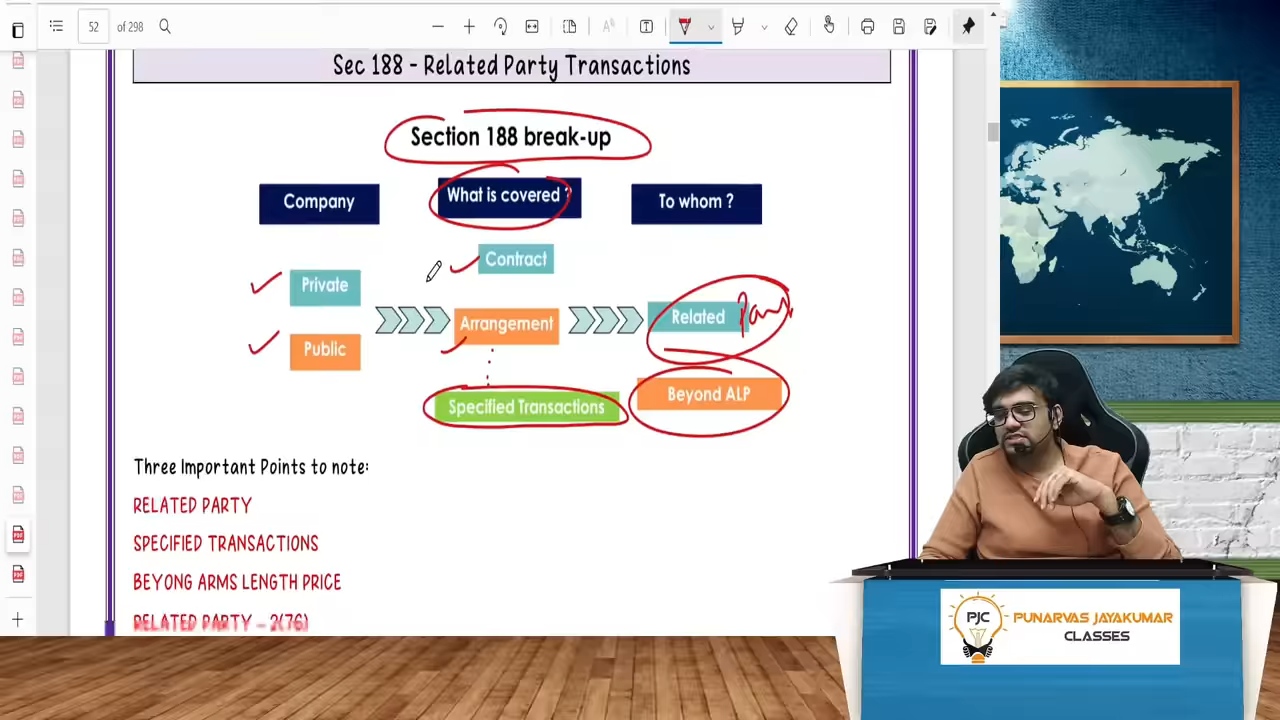 52 of 298
Sec 188 - Related Party Transactions
Section 188 break-up
Company
What is covered ?
To whom ?
Contract
Private
Related Party
Arrangement
Public
Beyond ALP
Specified Transactions
Three Important Points to note:
RELATED PARTY
SPECIFIED TRANSACTIONS
BEYONG ARMS LENGTH PRICE
RELATED PARTY - 2(76)
PJC
PUNARVAS JAYAKUMAR
CLASSES